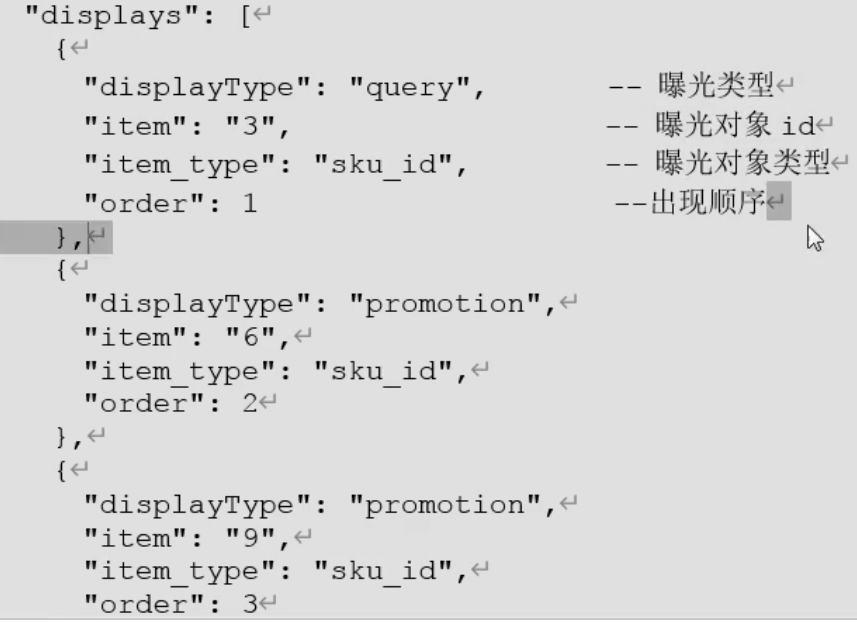 "displays": [
{
"displayType": "query", -- 曝光类型
"item": "3", -- 曝光对象 id
"item_type": "sku_id", -- 曝光对象类型
"order": 1 --出现顺序
},
{
"displayType": "promotion",
"item": "6",
"item_type": "sku_id",
"order": 2
},
{
"displayType": "promotion",
"item": "9",
"item_type": "sku_id",
"order": 3